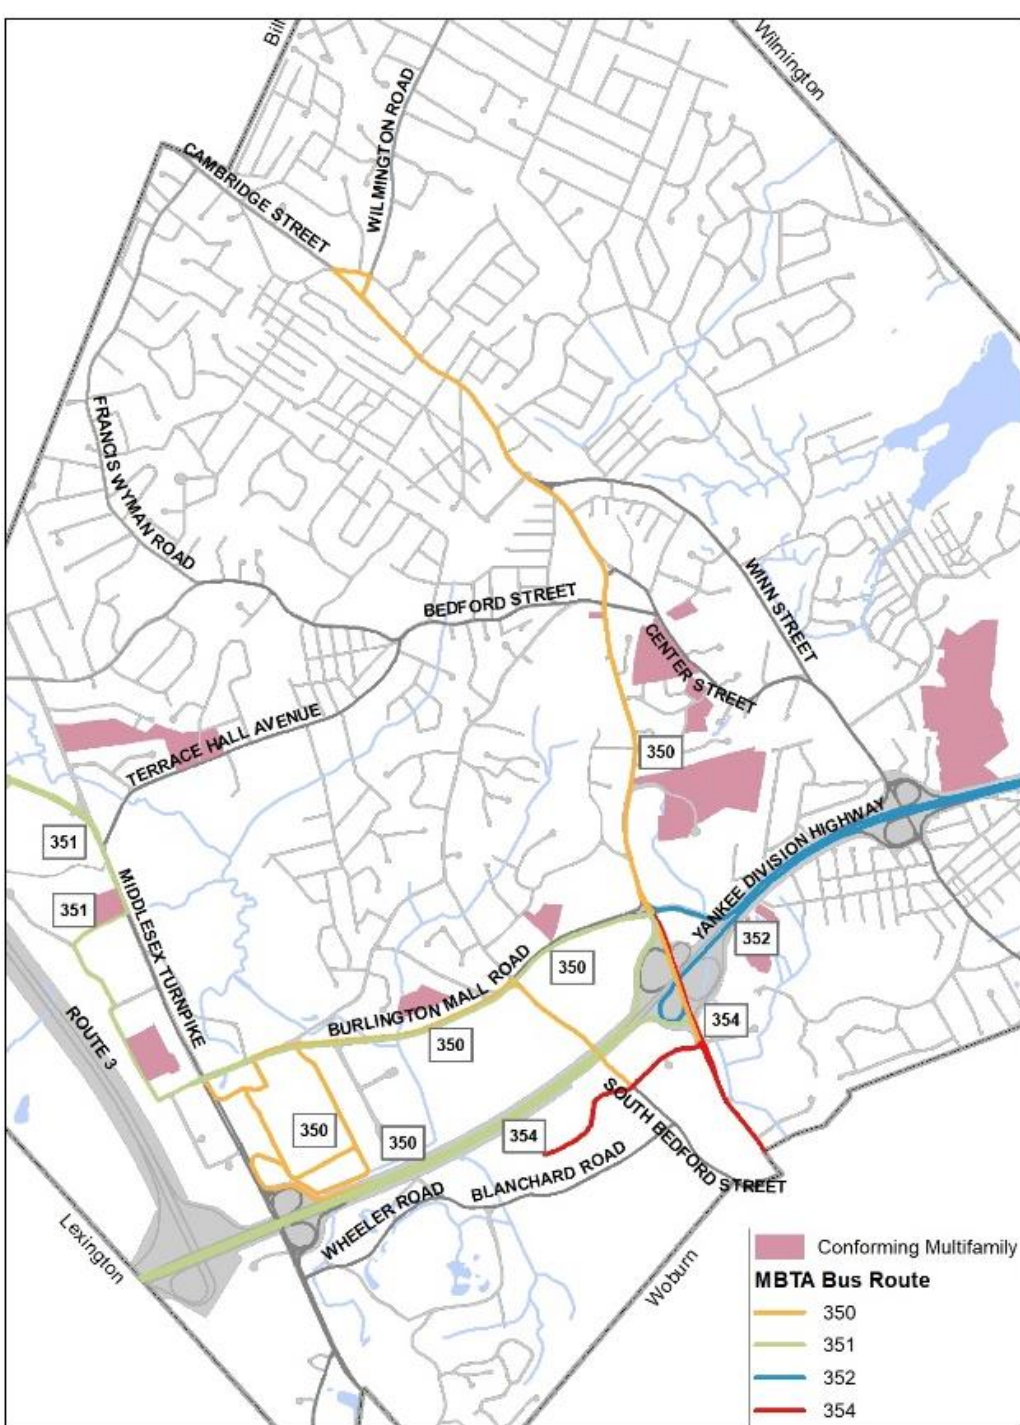 Bill
Wilmington
WILMINGTON ROAD
CAMBRIDGE STREET
FRANCIS WYMAN ROAD
BEDFORD STREET
WINN STREET
CENTER STREET
TERRACE HALL AVENUE
350
351
YANKEE DIVISION HIGHWAY
351
MIDDLESEX TURNPIKE
352
350
BURLINGTON MALL ROAD
354
ROUTE 3
350
350
350
354
SOUTH BEDFORD STREET
BLANCHARD ROAD
WHEELER ROAD
Lexington
Woburn
Conforming Multifamily
MBTA Bus Route
350
351
352
354